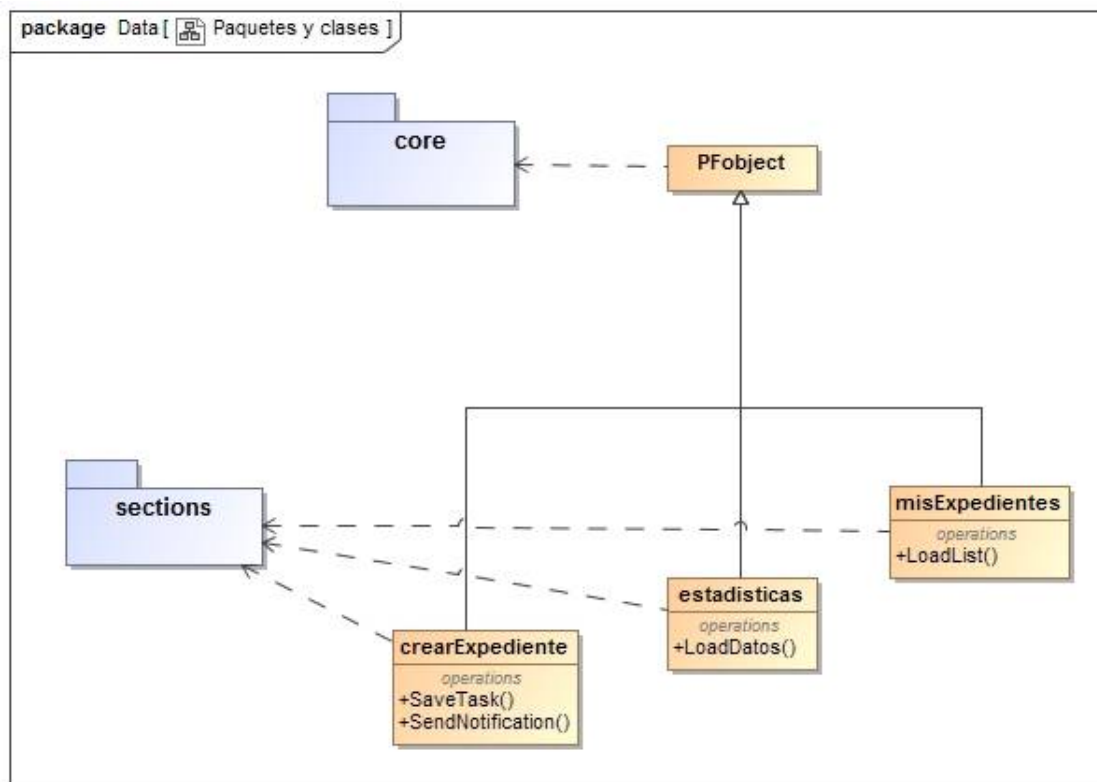 package Data [ Paquetes y clases ]
core
PFobject
sections
misExpedientes
operations
+LoadList()
estadisticas
operations
+LoadDatos()
crearExpediente
operations
+SaveTask()
+SendNotification()